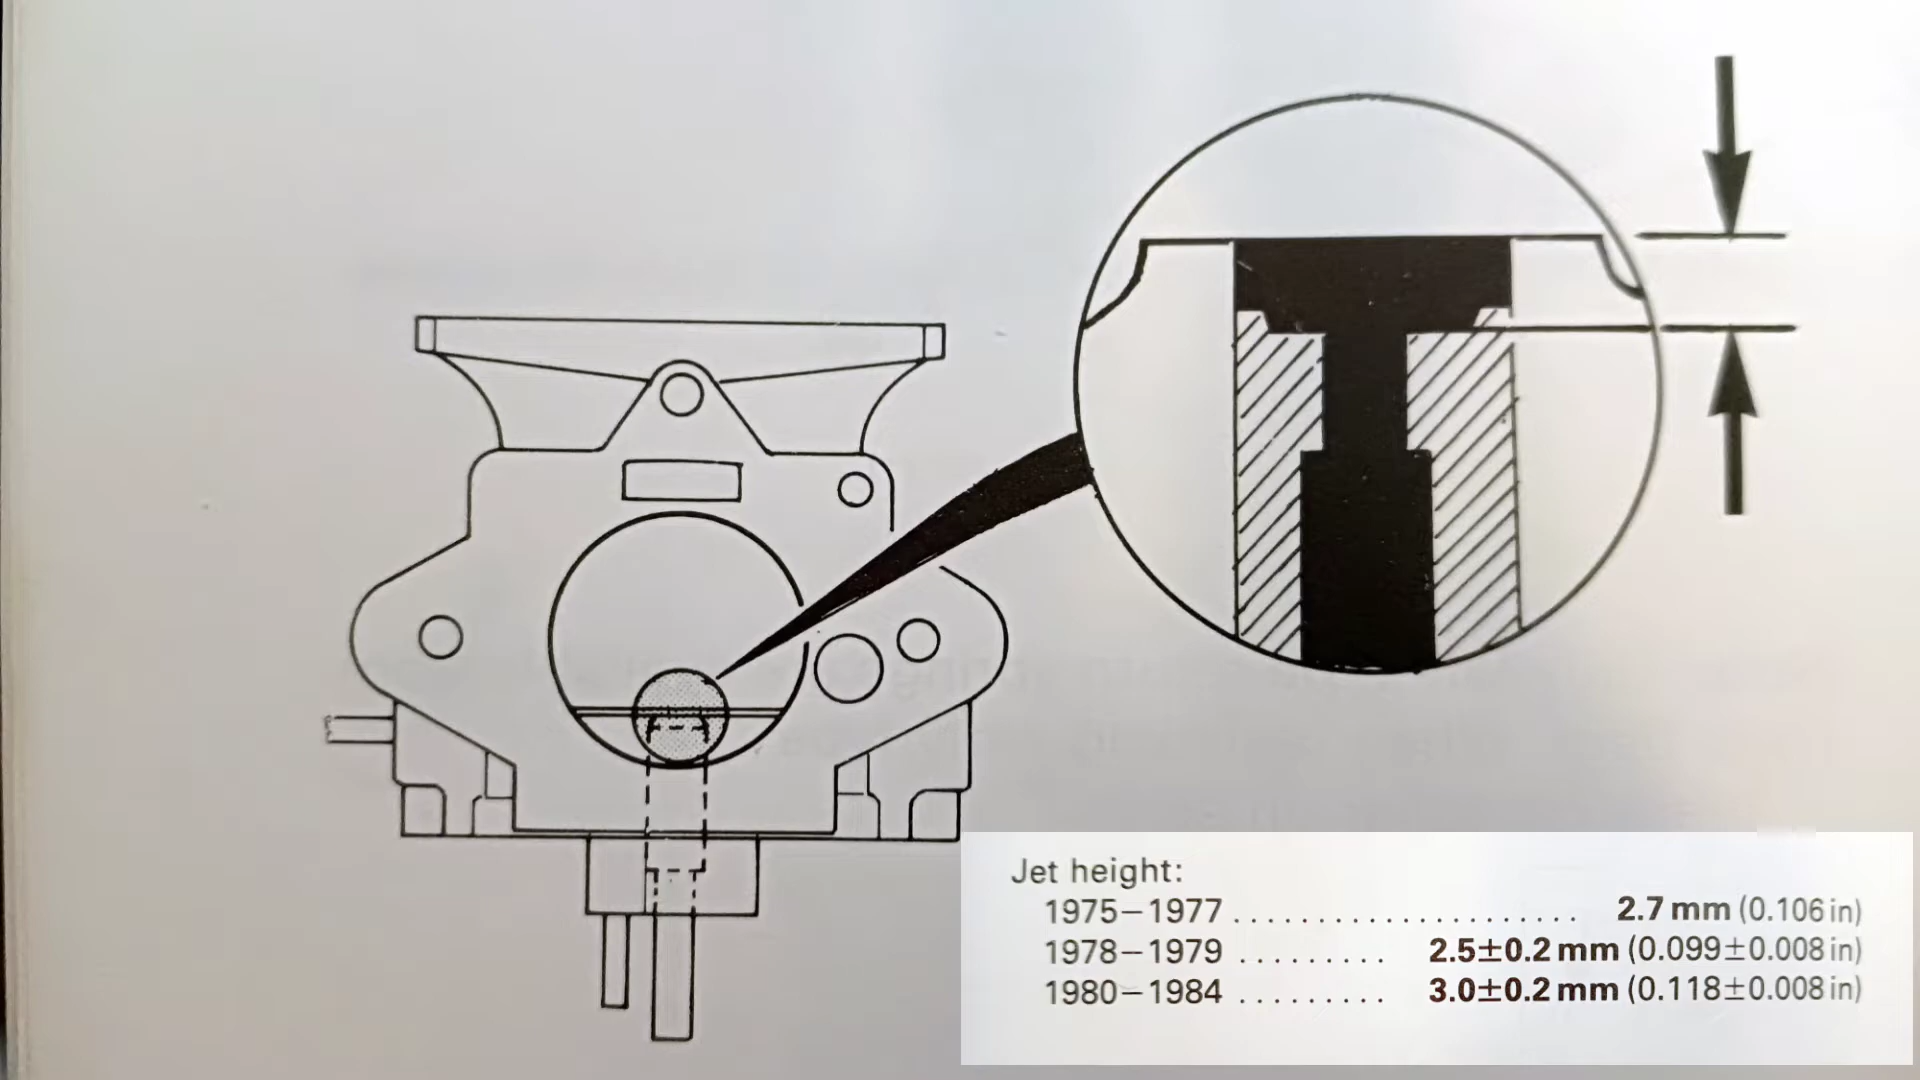 Jet height:
1975–1977 ...................... 2.7 mm (0.106 in)
1978–1979 ......... 2.5±0.2 mm (0.099±0.008 in)
1980–1984 ......... 3.0±0.2 mm (0.118±0.008 in)